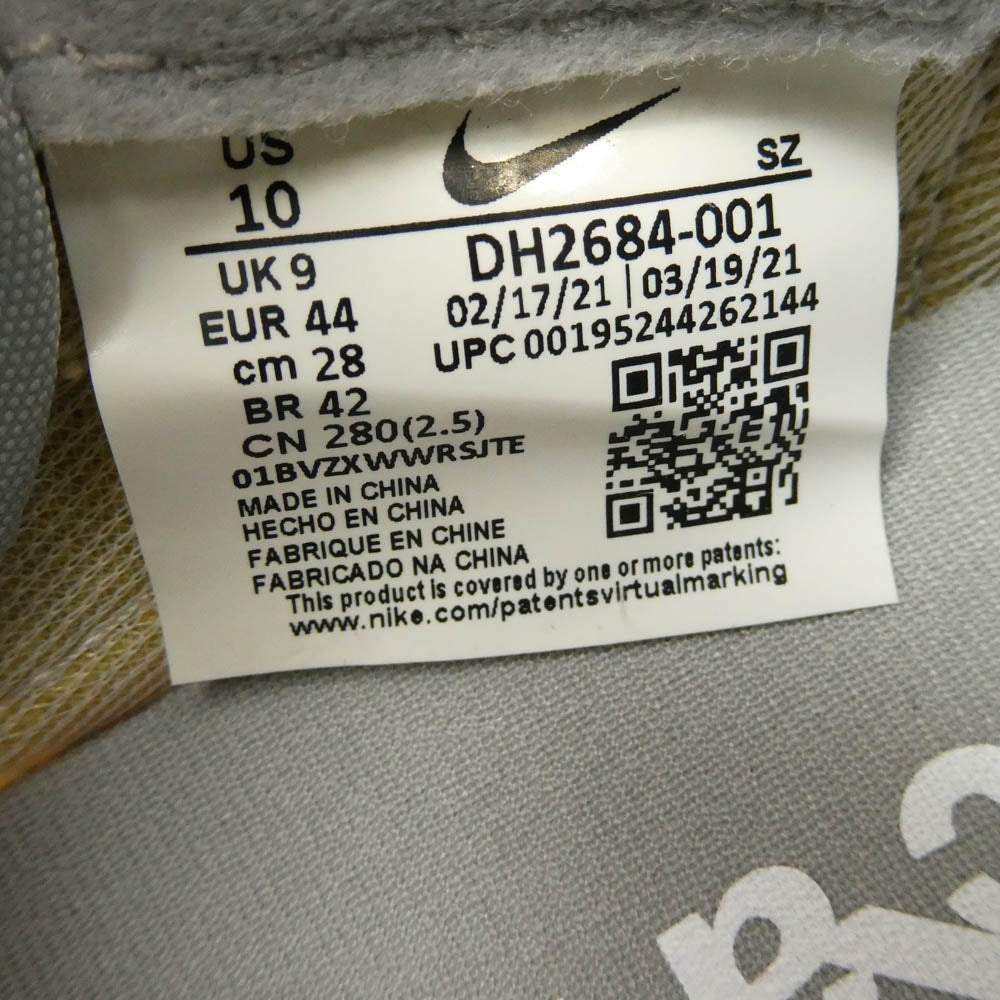 US
10
SZ
UK 9
EUR 44
cm 28
BR 42
CN 280(2.5)
DH2684-001
02/17/21 | 03/19/21
UPC 00195244262144
01BVZXWWRSJTE
MADE IN CHINA
HECHO EN CHINA
FABRIQUE EN CHINE
FABRICADO NA CHINA
This product is covered by one or more patents:
www.nike.com/patentsvirtualmarking